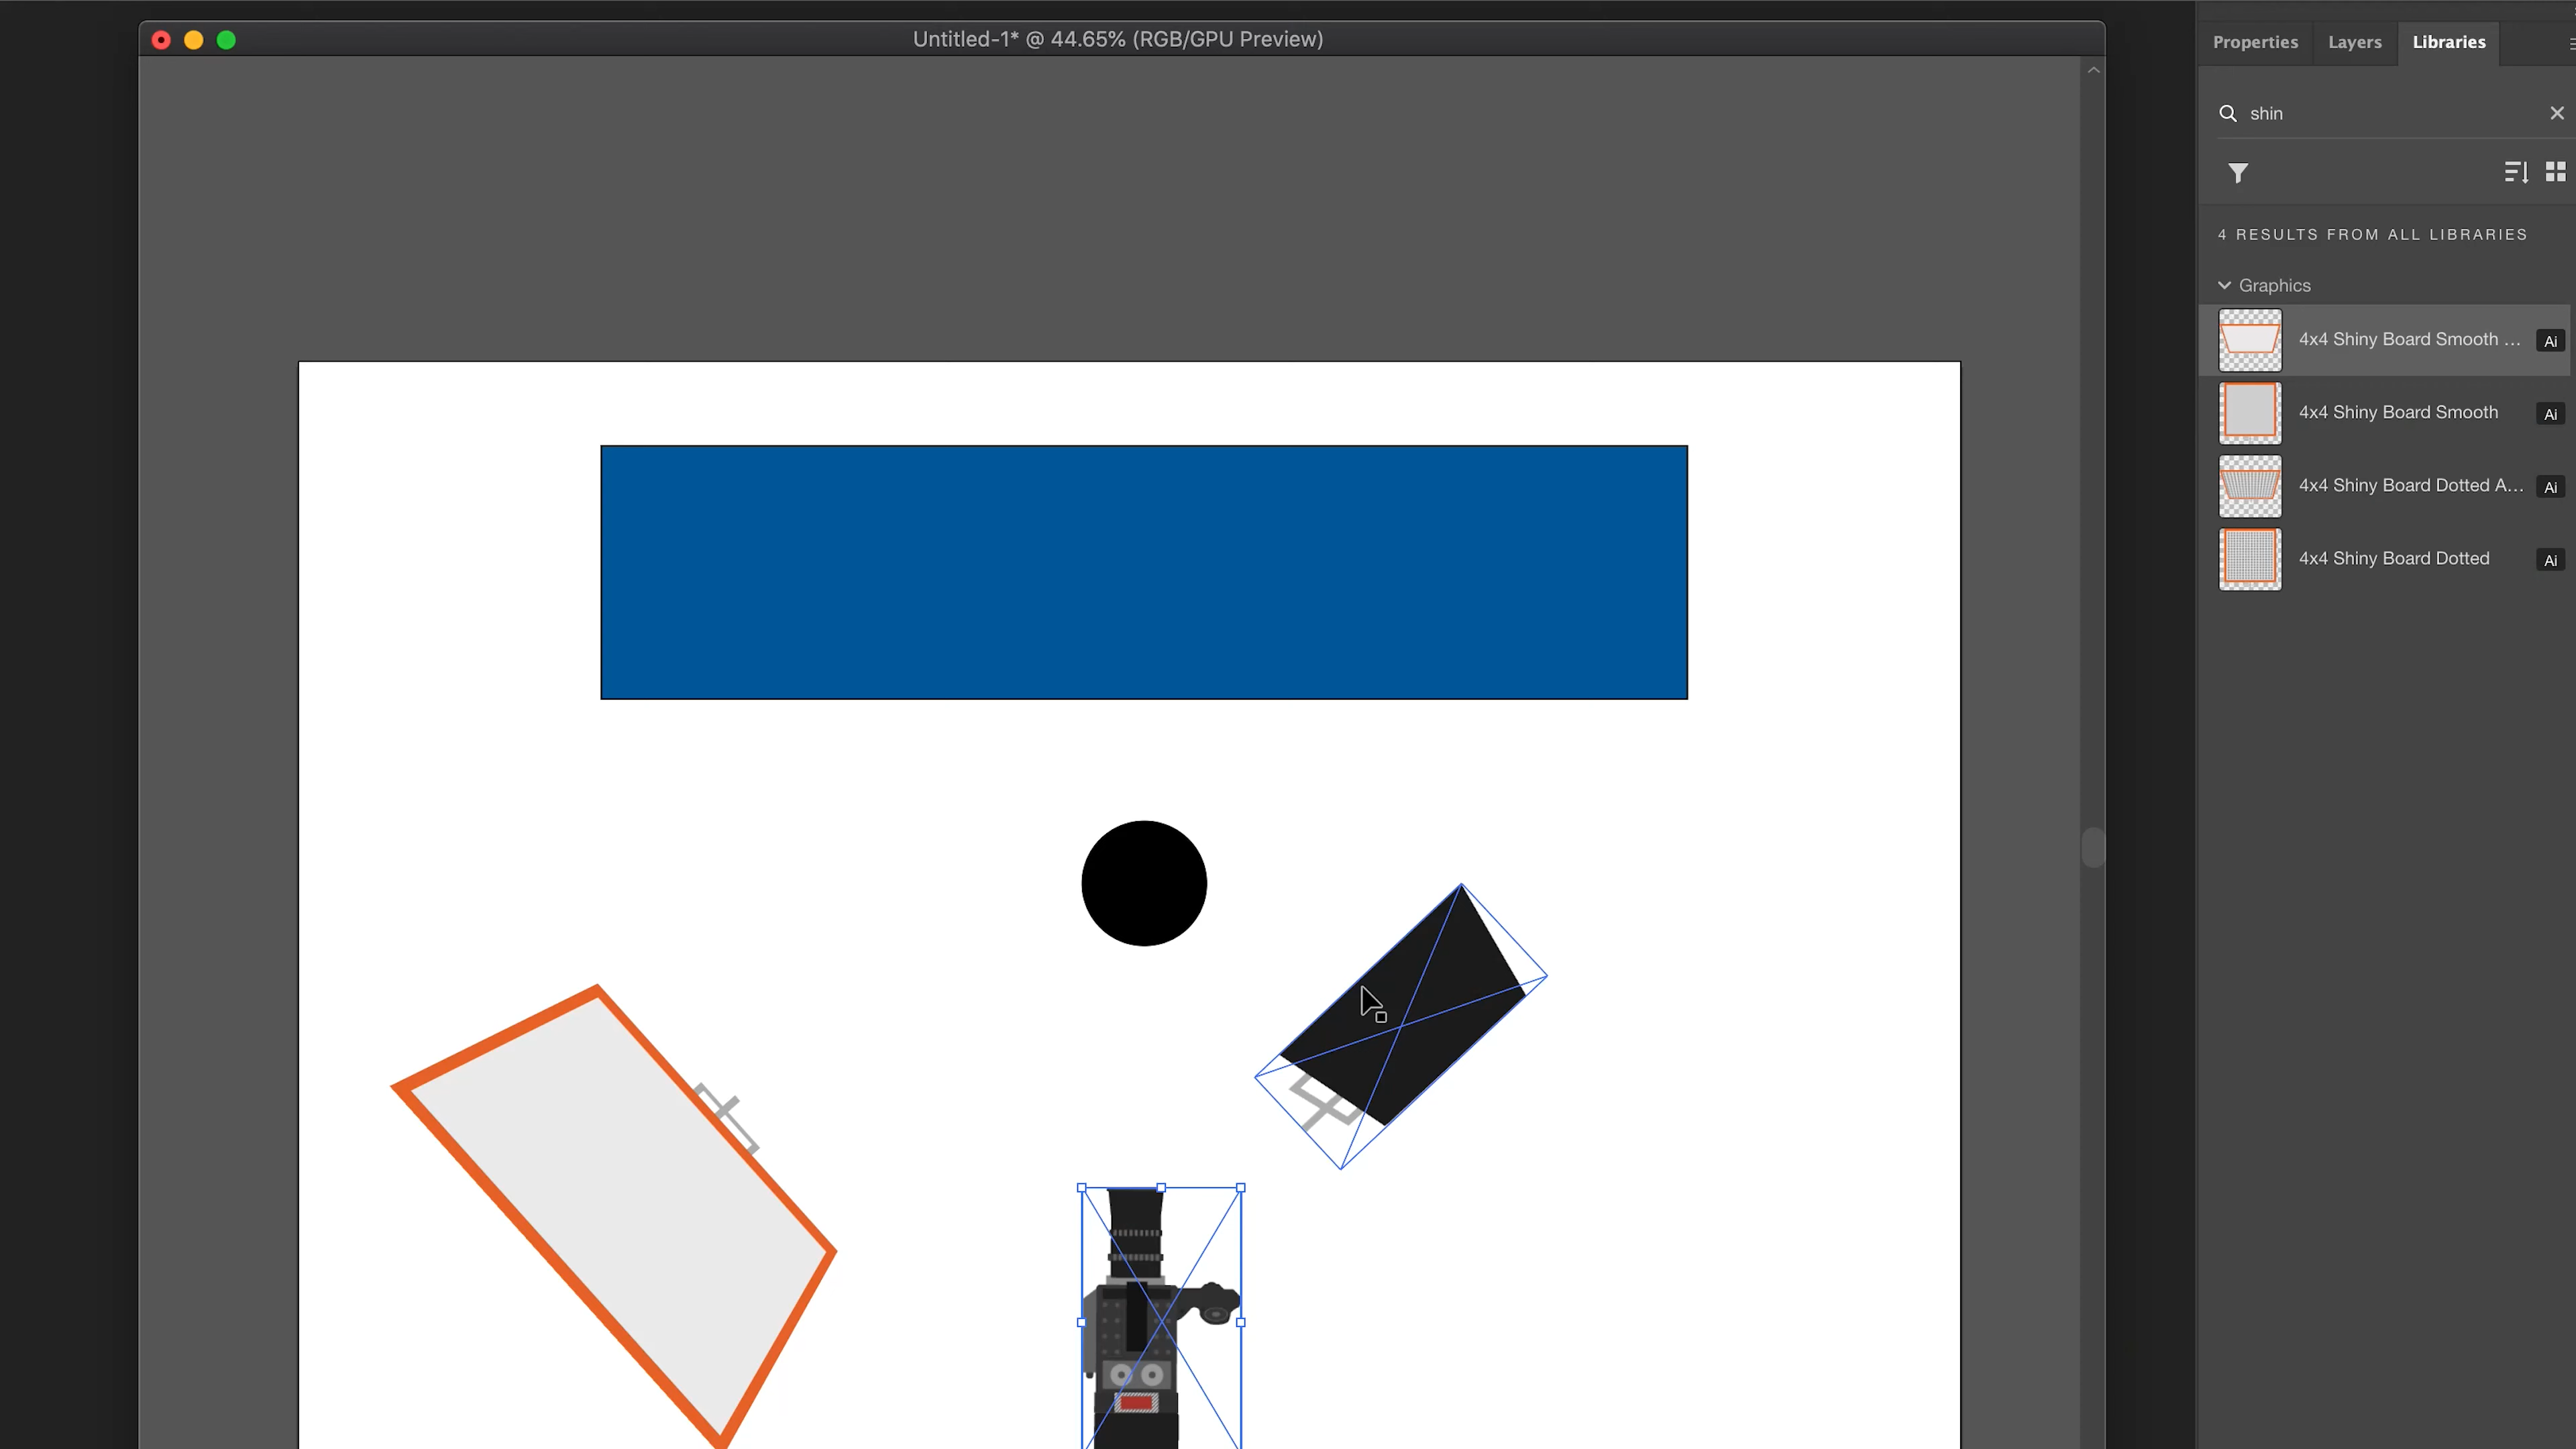 Untitled-1* @ 44.65% (RGB/GPU Preview)
Properties
Layers
Libraries
shin
4 RESULTS FROM ALL LIBRARIES
Graphics
4x4 Shiny Board Smooth ...
Ai
4x4 Shiny Board Smooth
Ai
4x4 Shiny Board Dotted A...
Ai
4x4 Shiny Board Dotted
Ai